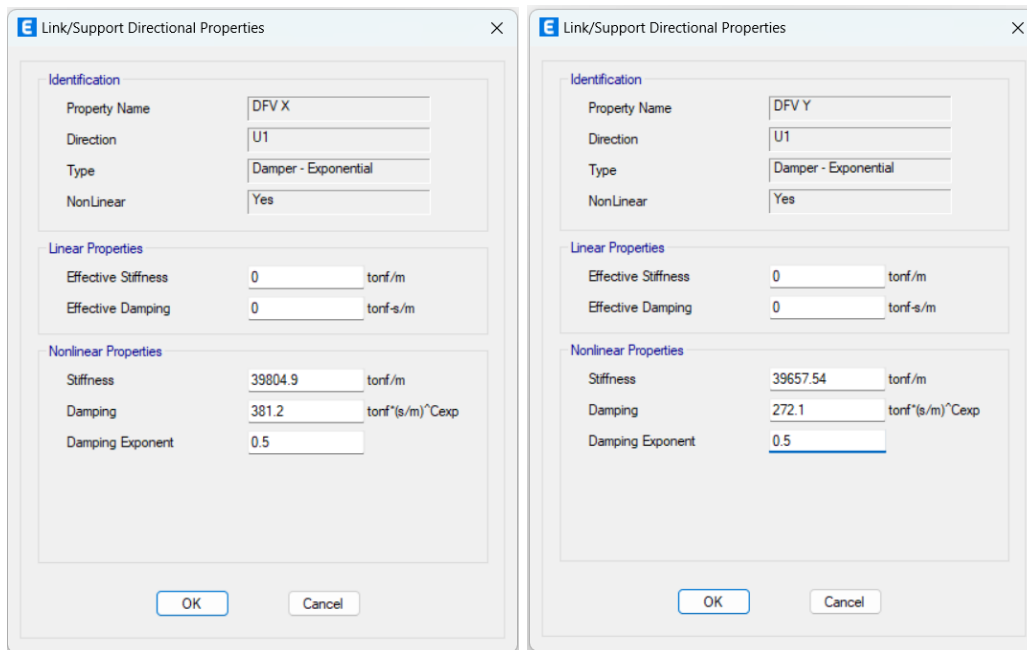 E Link/Support Directional Properties
Identification
Property Name DFV X
Direction U1
Type Damper - Exponential
NonLinear Yes
Linear Properties
Effective Stiffness 0 tonf/m
Effective Damping 0 tonf-s/m
Nonlinear Properties
Stiffness 39804.9 tonf/m
Damping 381.2 tonf*(s/m)^Cexp
Damping Exponent 0.5
OK Cancel
E Link/Support Directional Properties
Identification
Property Name DFV Y
Direction U1
Type Damper - Exponential
NonLinear Yes
Linear Properties
Effective Stiffness 0 tonf/m
Effective Damping 0 tonf-s/m
Nonlinear Properties
Stiffness 39657.54 tonf/m
Damping 272.1 tonf*(s/m)^Cexp
Damping Exponent 0.5
OK Cancel